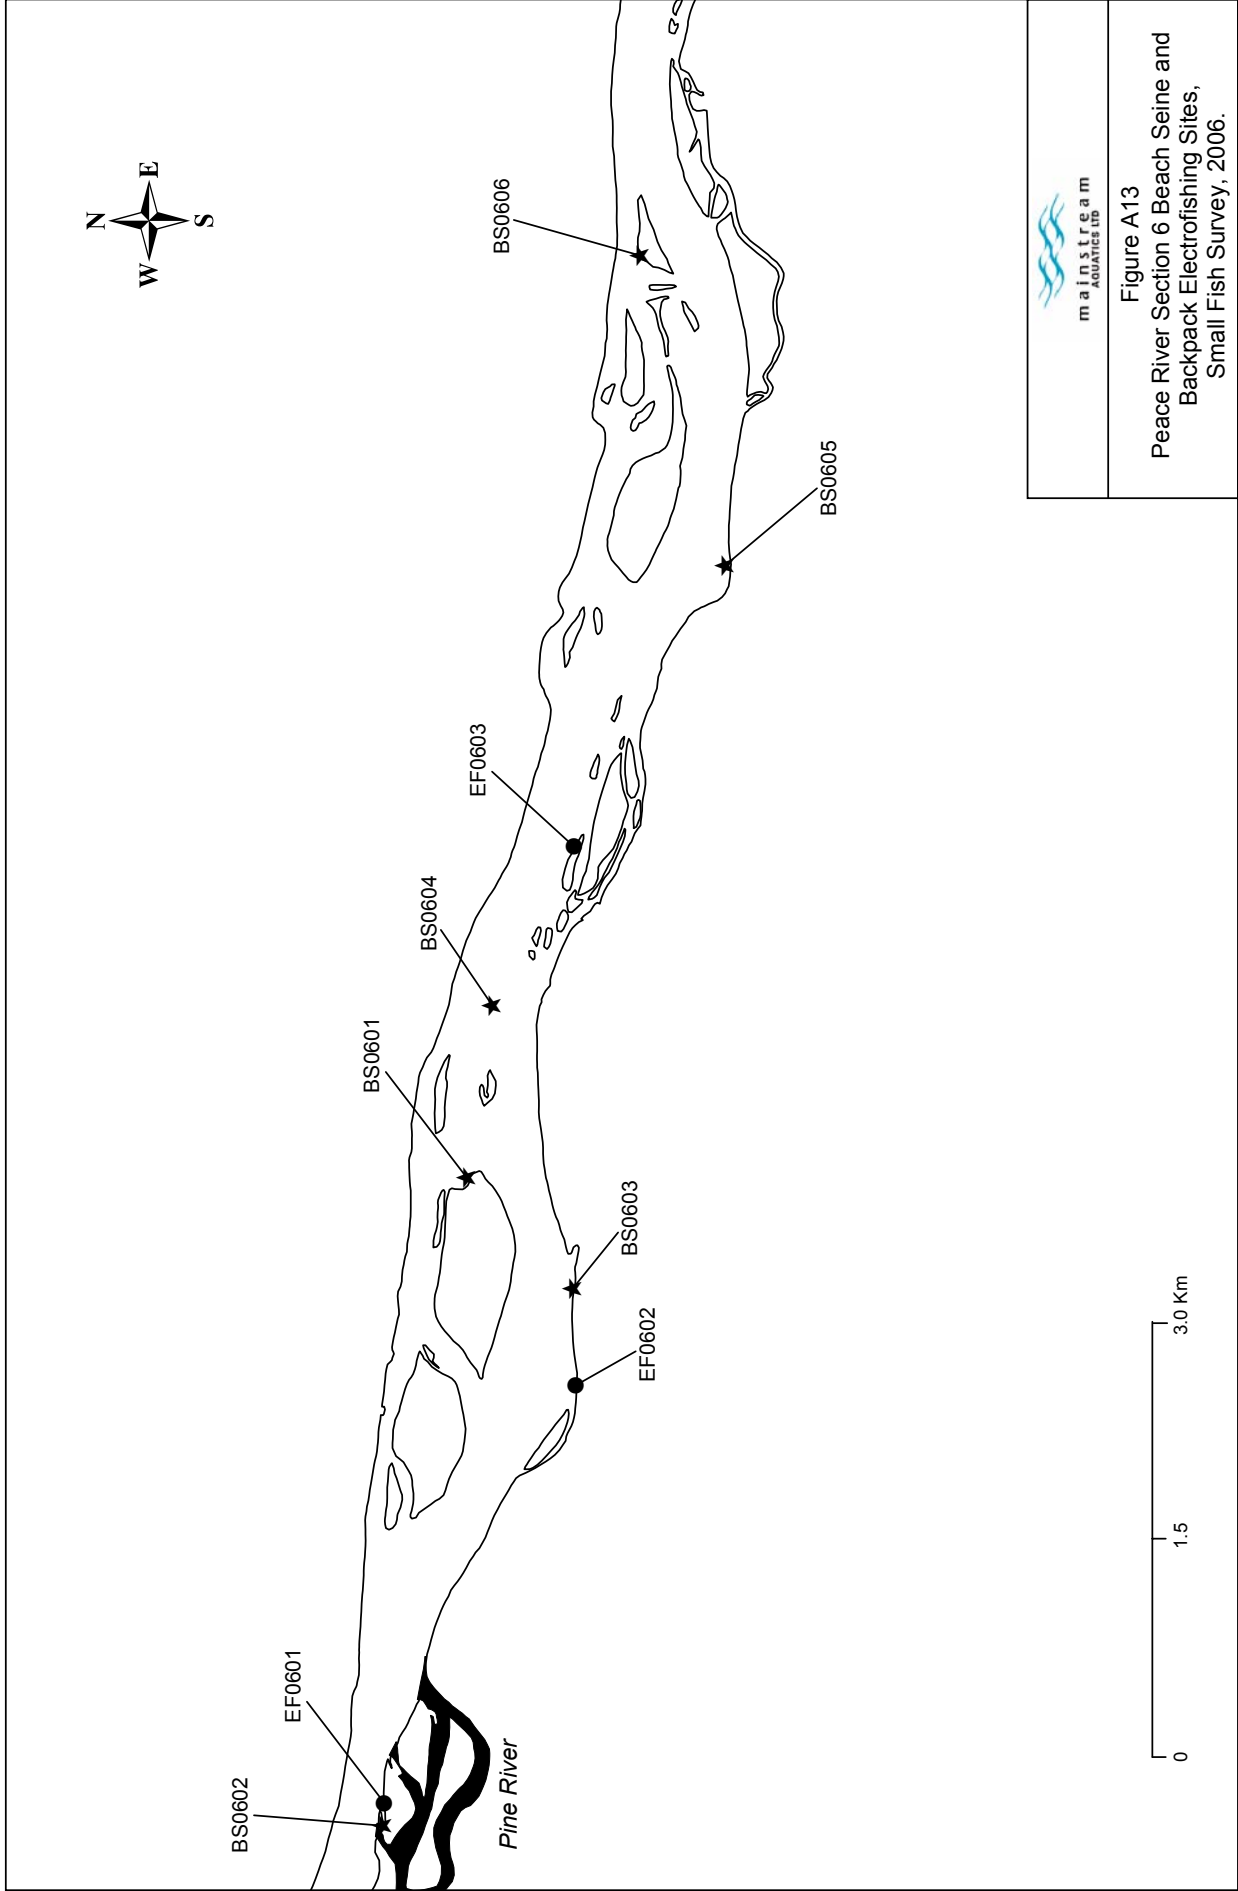 N
W
E
S
BS0602
EF0601
Pine River
EF0602
BS0603
BS0601
BS0604
EF0603
BS0605
BS0606
0
1.5
3.0 Km
mainstream
AQUATICS LTD
Figure A13
Peace River Section 6 Beach Seine and
Backpack Electrofishing Sites,
Small Fish Survey, 2006.